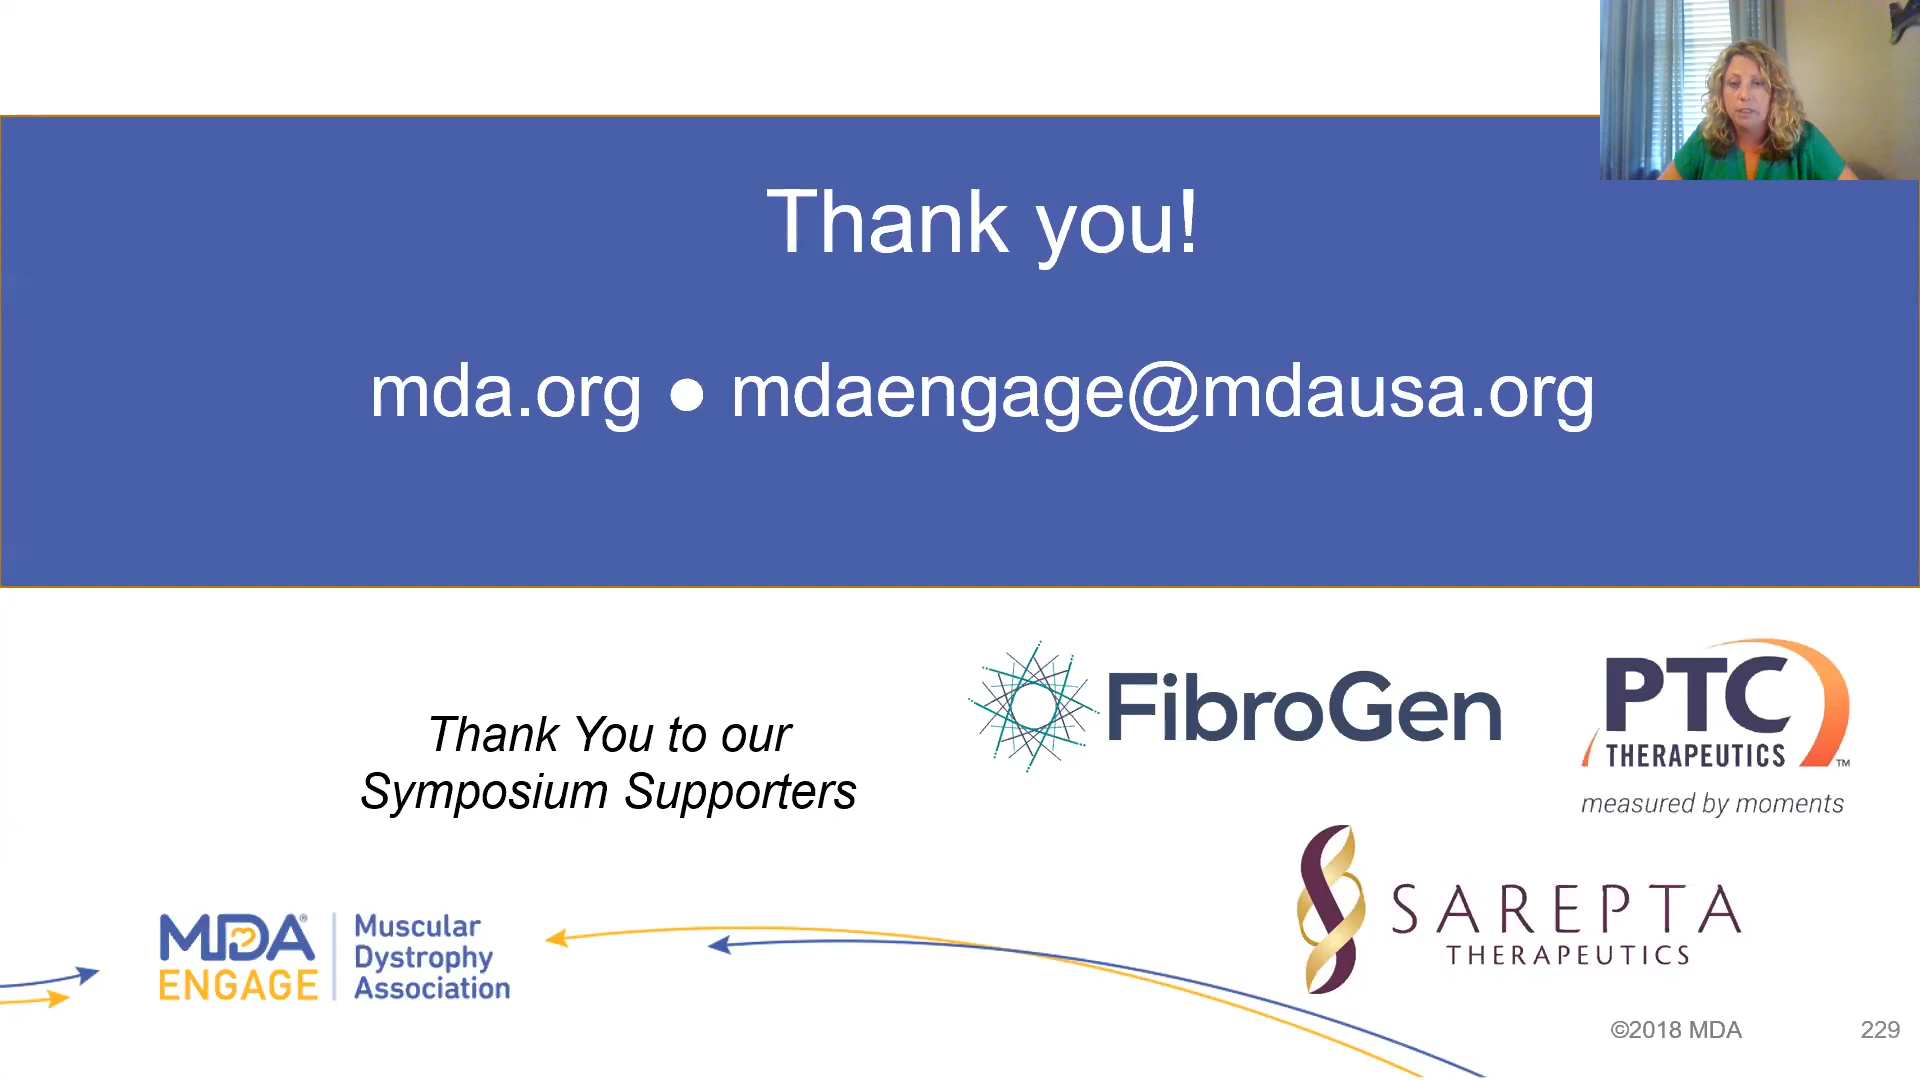 Thank you!
mda.org ● mdaengage@mdausa.org
Thank You to our
Symposium Supporters
FibroGen
PTC
THERAPEUTICS TM
measured by moments
SAREPTA
THERAPEUTICS
MDA®
ENGAGE
Muscular
Dystrophy
Association
©2018 MDA
229